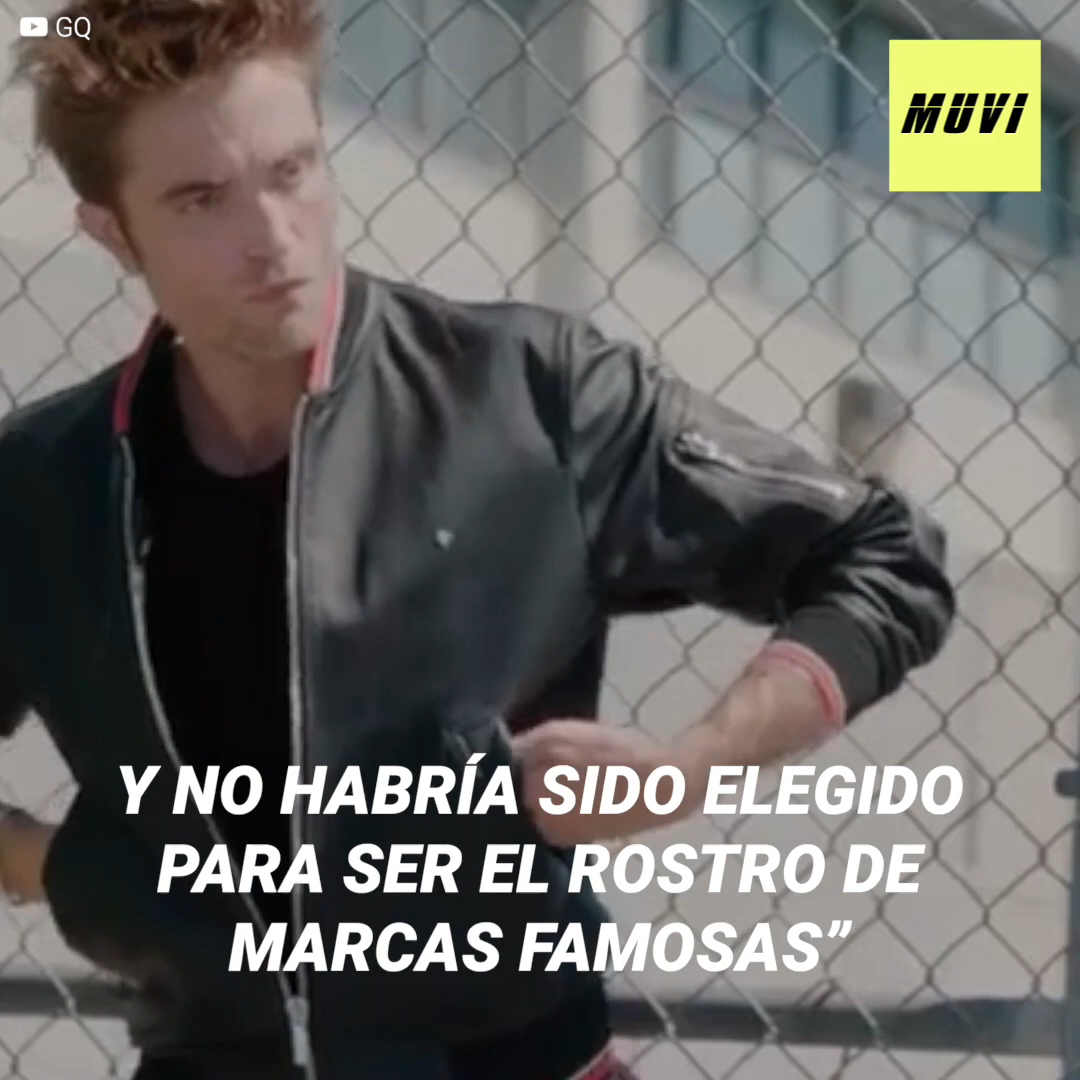 GQ
MUVI
Y NO HABRÍA SIDO ELEGIDO
PARA SER EL ROSTRO DE
MARCAS FAMOSAS”